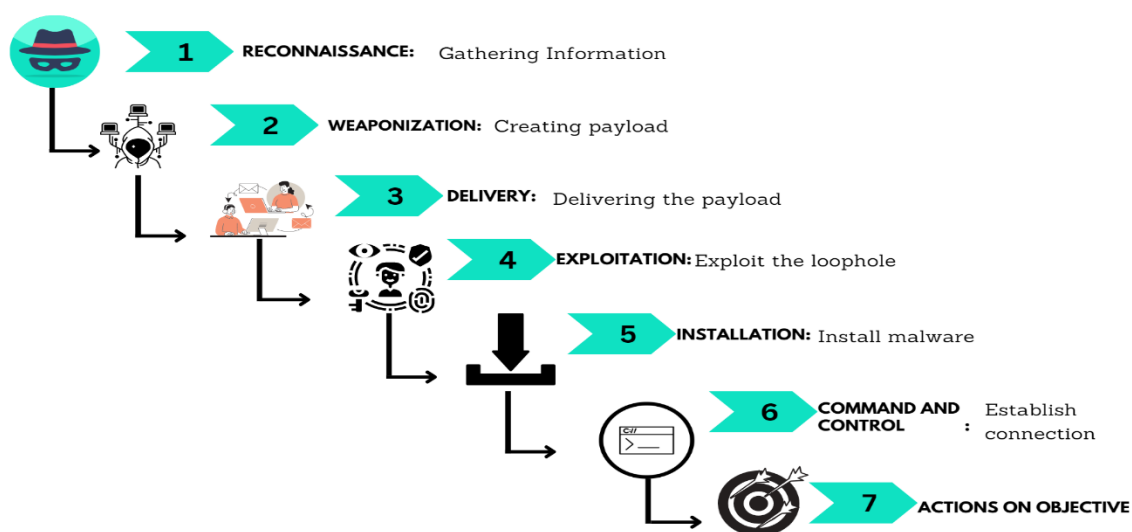 1 RECONNAISSANCE: Gathering Information
2 WEAPONIZATION: Creating payload
3 DELIVERY: Delivering the payload
4 EXPLOITATION: Exploit the loophole
5 INSTALLATION: Install malware
6 COMMAND AND CONTROL : Establish connection
C://
>_
7 ACTIONS ON OBJECTIVE